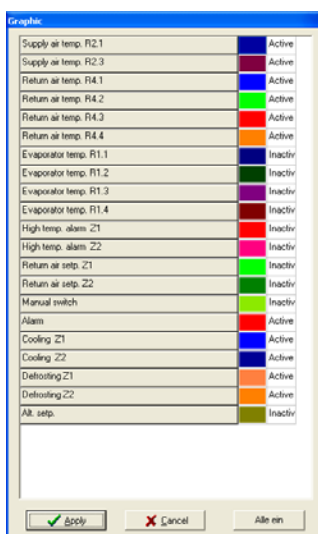 Graphic
Supply air temp. R2.1 Active
Supply air temp. R2.3 Active
Return air temp. R4.1 Active
Return air temp. R4.2 Active
Return air temp. R4.3 Active
Return air temp. R4.4 Active
Evaporator temp. R1.1 Inactiv
Evaporator temp. R1.2 Inactiv
Evaporator temp. R1.3 Inactiv
Evaporator temp. R1.4 Inactiv
High temp. alarm Z1 Inactiv
High temp. alarm Z2 Inactiv
Return air setp. Z1 Inactiv
Return air setp. Z2 Inactiv
Manual switch Inactiv
Alarm Active
Cooling Z1 Active
Cooling Z2 Active
Defrosting Z1 Active
Defrosting Z2 Active
Alt. setp. Inactiv
Apply Cancel Alle ein